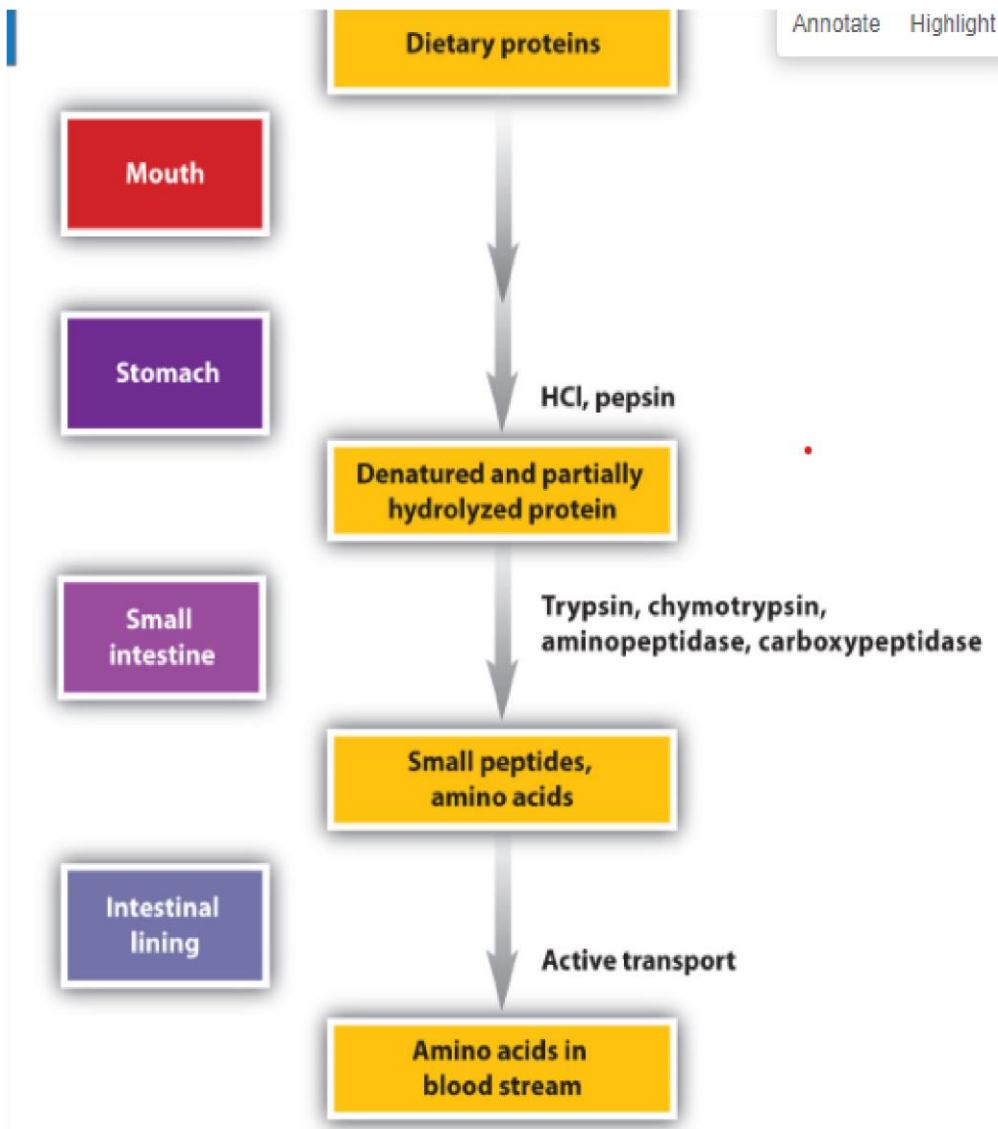 Dietary proteins
Annotate Highlight
Mouth
Stomach
HCl, pepsin
Denatured and partially
hydrolyzed protein
Small
intestine
Trypsin, chymotrypsin,
aminopeptidase, carboxypeptidase
Small peptides,
amino acids
Intestinal
lining
Active transport
Amino acids in
blood stream